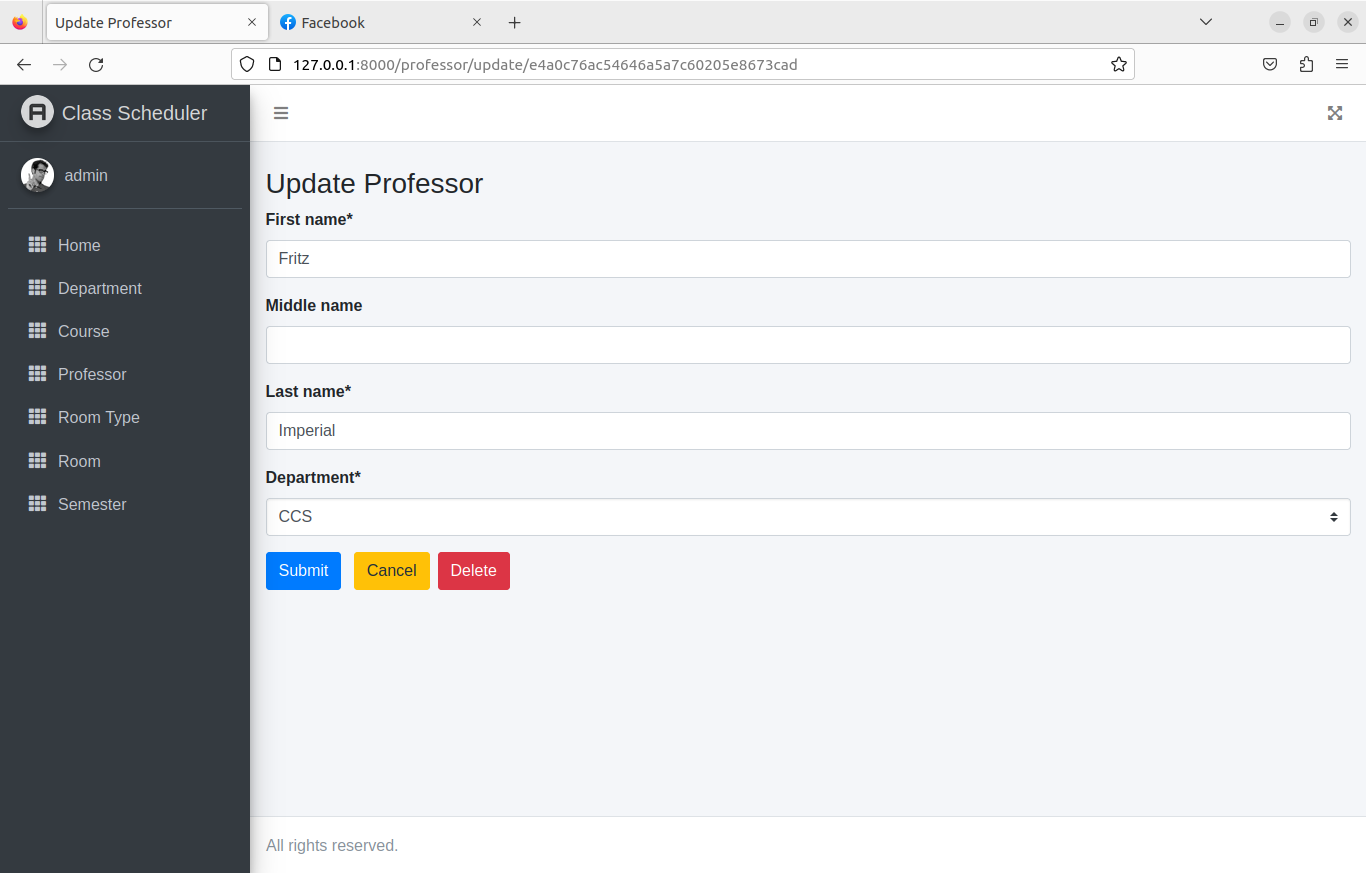 Update Professor
Facebook
127.0.0.1:8000/professor/update/e4a0c76ac54646a5a7c60205e8673cad
Class Scheduler
admin
Home
Department
Course
Professor
Room Type
Room
Semester
Update Professor
First name*
Fritz
Middle name
Last name*
Imperial
Department*
CCS
Submit Cancel Delete
All rights reserved.